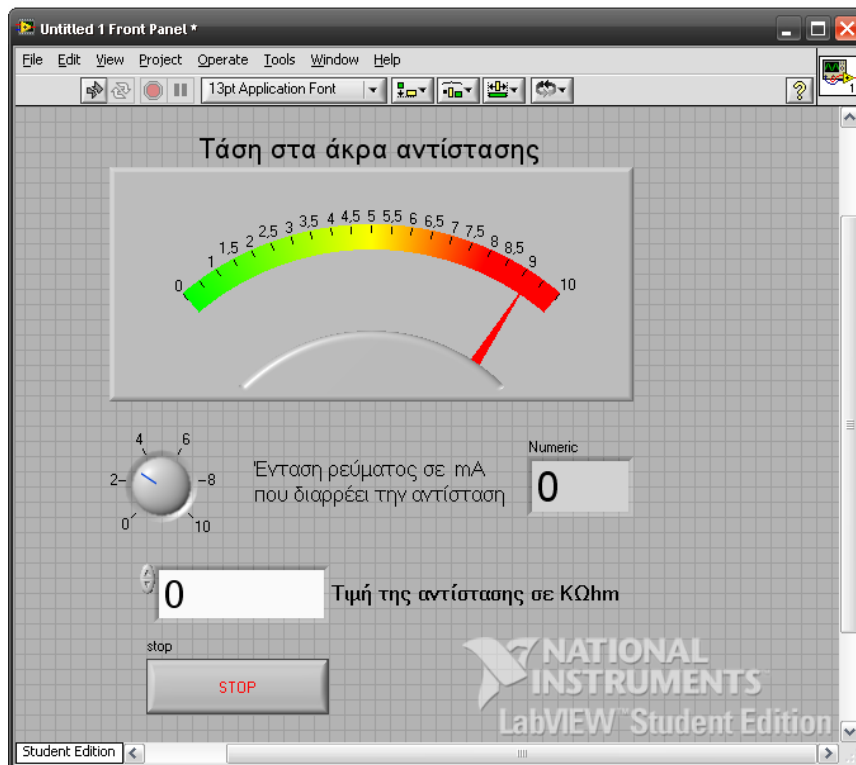 Untitled 1 Front Panel *
File Edit View Project Operate Tools Window Help
13pt Application Font
1
Τάση στα άκρα αντίστασης
0 1 1,5 2 2,5 3 3,5 4 4,5 5 5,5 6 6,5 7 7,5 8 8,5 9 10
0 2 4 6 8 10
Ένταση ρεύματος σε mA
που διαρρέει την αντίσταση
Numeric
0
0
Τιμή της αντίστασης σε ΚΩhm
stop
STOP
NATIONAL
INSTRUMENTS™
LabVIEW™ Student Edition
Student Edition